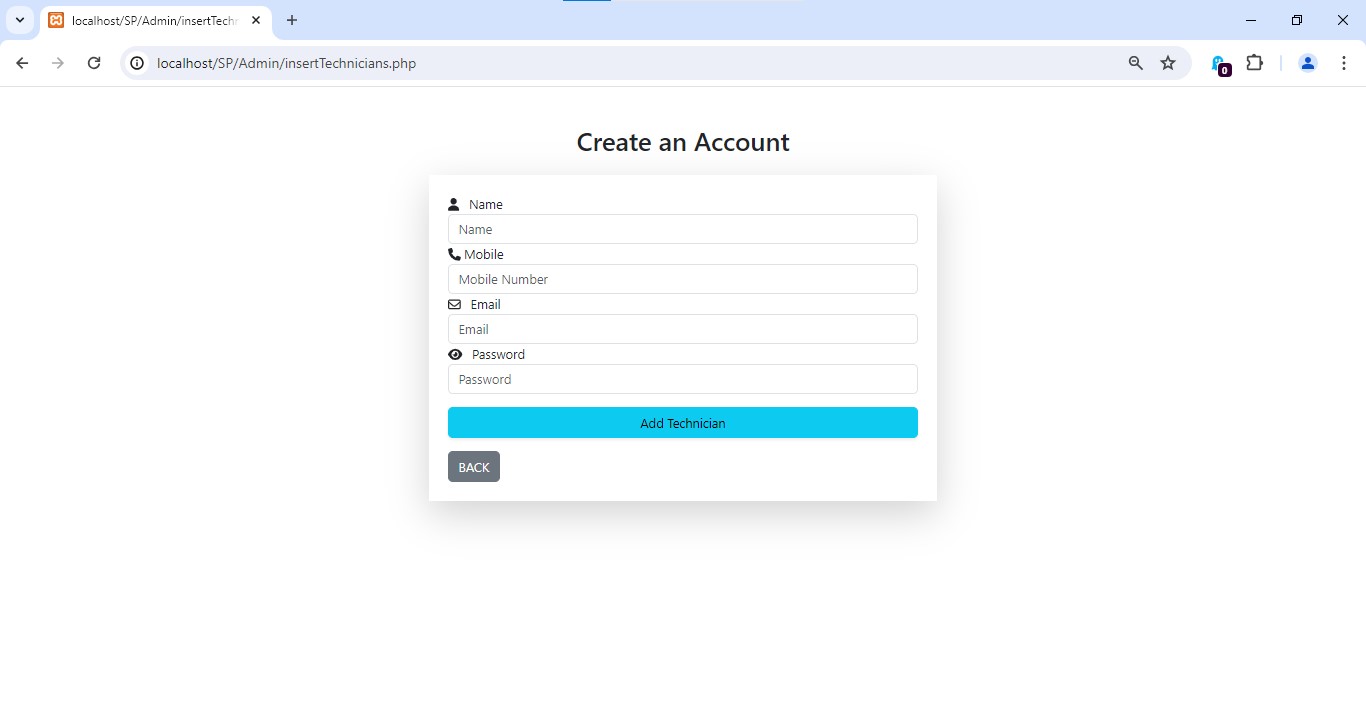 localhost/SP/Admin/insertTechr
localhost/SP/Admin/insertTechnicians.php
0
Create an Account
Name
Name
Mobile
Mobile Number
Email
Email
Password
Password
Add Technician
BACK